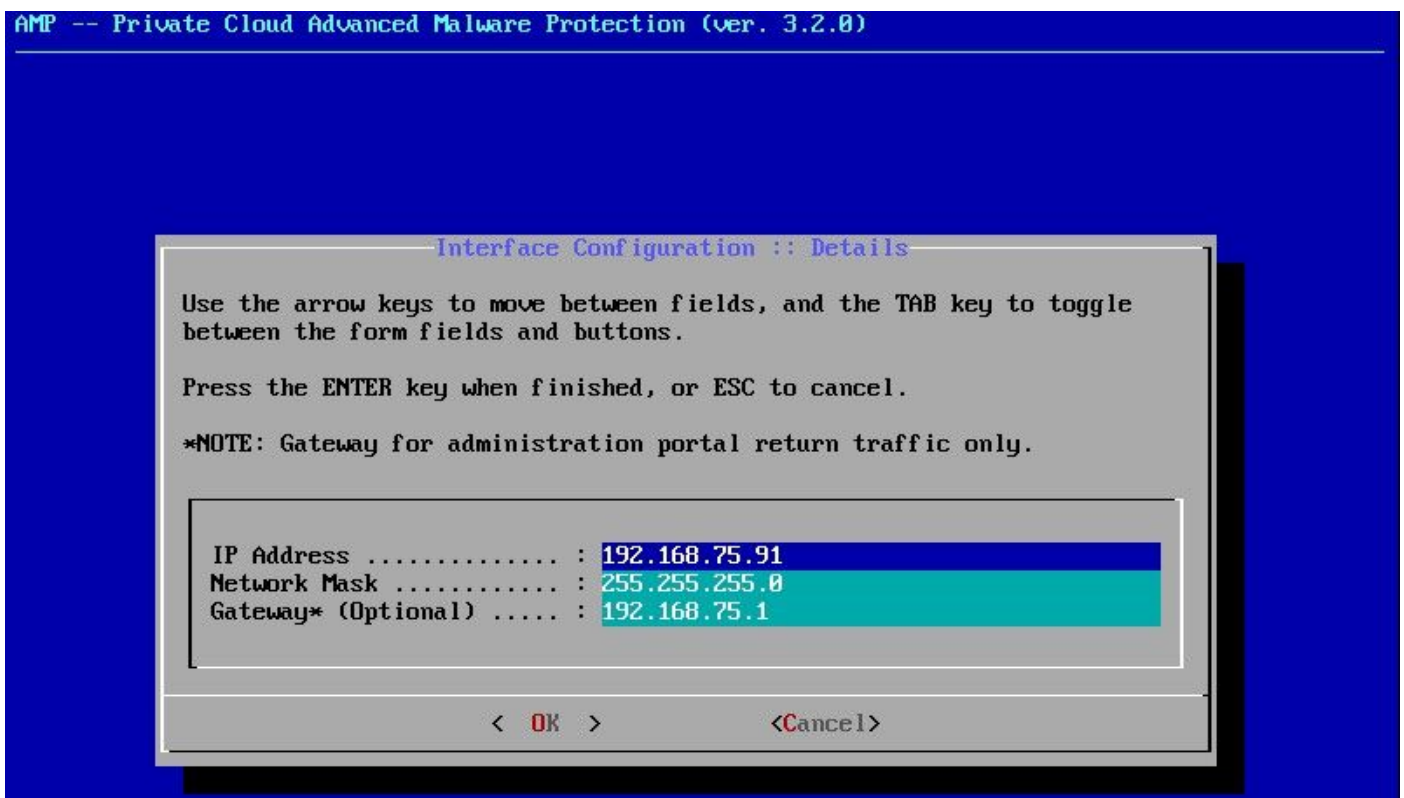 AMP -- Private Cloud Advanced Malware Protection (ver. 3.2.0)
Interface Configuration :: Details
Use the arrow keys to move between fields, and the TAB key to toggle
between the form fields and buttons.
Press the ENTER key when finished, or ESC to cancel.
*NOTE: Gateway for administration portal return traffic only.
IP Address .............. : 192.168.75.91
Network Mask ............ : 255.255.255.0
Gateway* (Optional) ..... : 192.168.75.1
< OK > <Cancel>